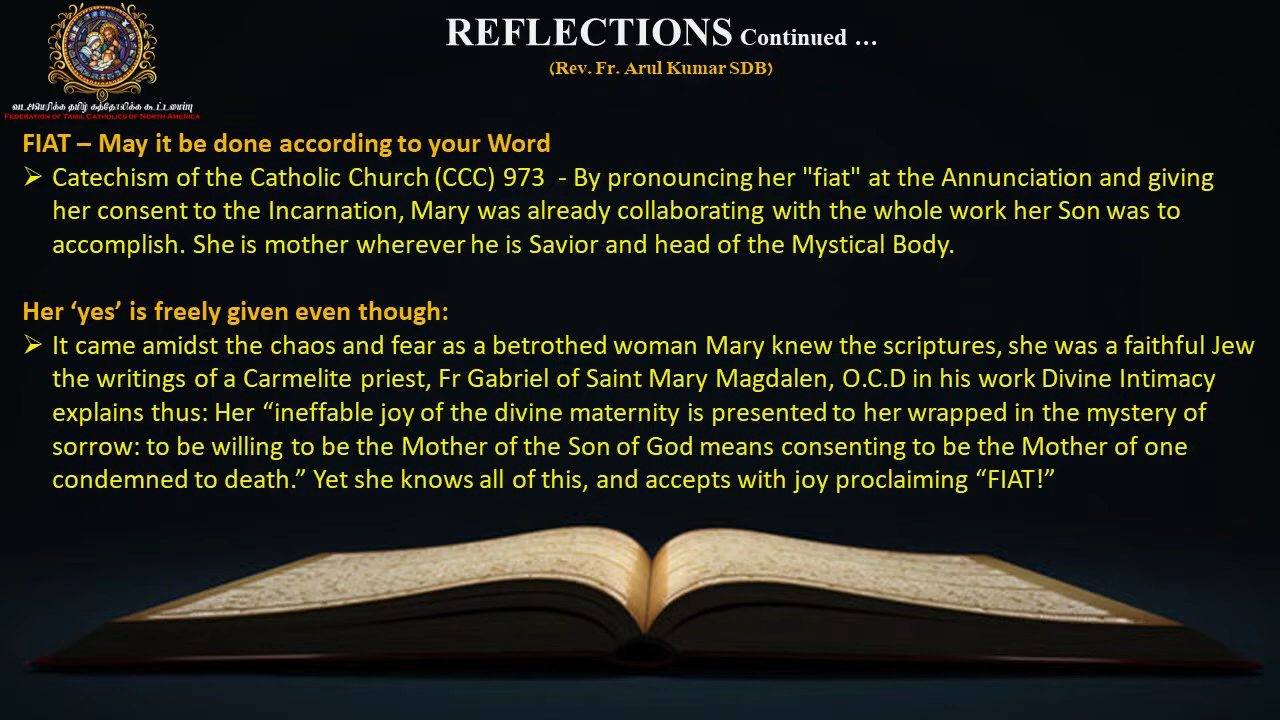 REFLECTIONS Continued …
(Rev. Fr. Arul Kumar SDB)
வடஅமெரிக்க தமிழ் கத்தோலிக்க கூட்டமைப்பு
FEDERATION OF TAMIL CATHOLICS OF NORTH AMERICA
FIAT – May it be done according to your Word
➢ Catechism of the Catholic Church (CCC) 973 - By pronouncing her "fiat" at the Annunciation and giving
her consent to the Incarnation, Mary was already collaborating with the whole work her Son was to
accomplish. She is mother wherever he is Savior and head of the Mystical Body.
Her ‘yes’ is freely given even though:
➢ It came amidst the chaos and fear as a betrothed woman Mary knew the scriptures, she was a faithful Jew
the writings of a Carmelite priest, Fr Gabriel of Saint Mary Magdalen, O.C.D in his work Divine Intimacy
explains thus: Her “ineffable joy of the divine maternity is presented to her wrapped in the mystery of
sorrow: to be willing to be the Mother of the Son of God means consenting to be the Mother of one
condemned to death.” Yet she knows all of this, and accepts with joy proclaiming “FIAT!”